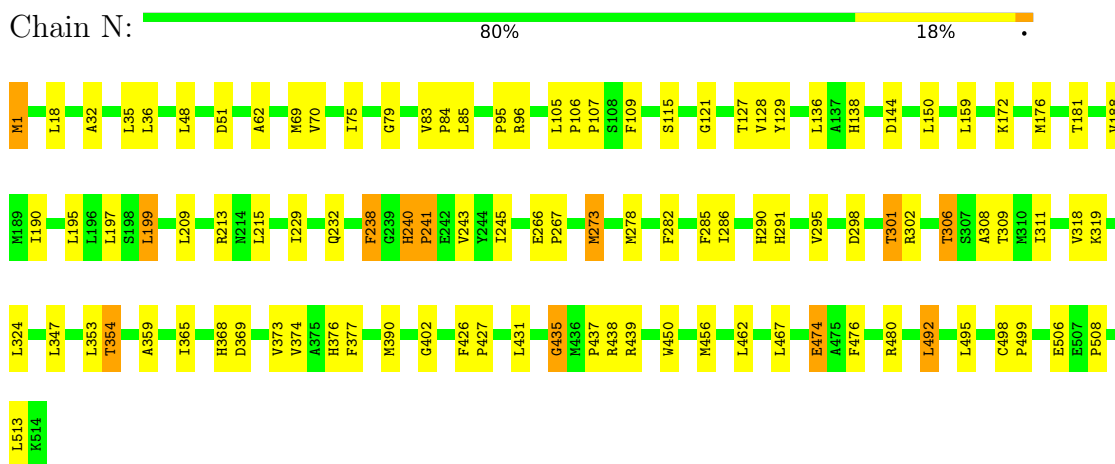 Chain N:
80% 18% •
M1 L18 A32 L35 L36 L48 D51 A62 M69 V70 I75 G79 V83 P84 L85 P95 R96 L105 P106 P107 S108 F109 S115 G121 T127 V128 Y129 L136 A137 H138 D144 L150 L159 K172 M176 T181
M189 I190 L195 L196 L197 S198 L199 L209 R213 N214 L215 I229 Q232 F238 G239 H240 P241 E242 V243 Y244 I245 E266 P267 M273 M278 F282 F285 I286 H290 H291 V295 D298 T301 R302 T306 S307 A308 T309 M310 I311 V318 K319
L324 L347 L353 T354 A359 I365 H368 D369 V373 V374 A375 H376 F377 M390 G402 F426 P427 L431 G435 M436 P437 R438 R439 W450 M456 L462 L467 E474 A475 F476 R480 L492 L495 C498 P499 E506 E507 P508
L513 K514